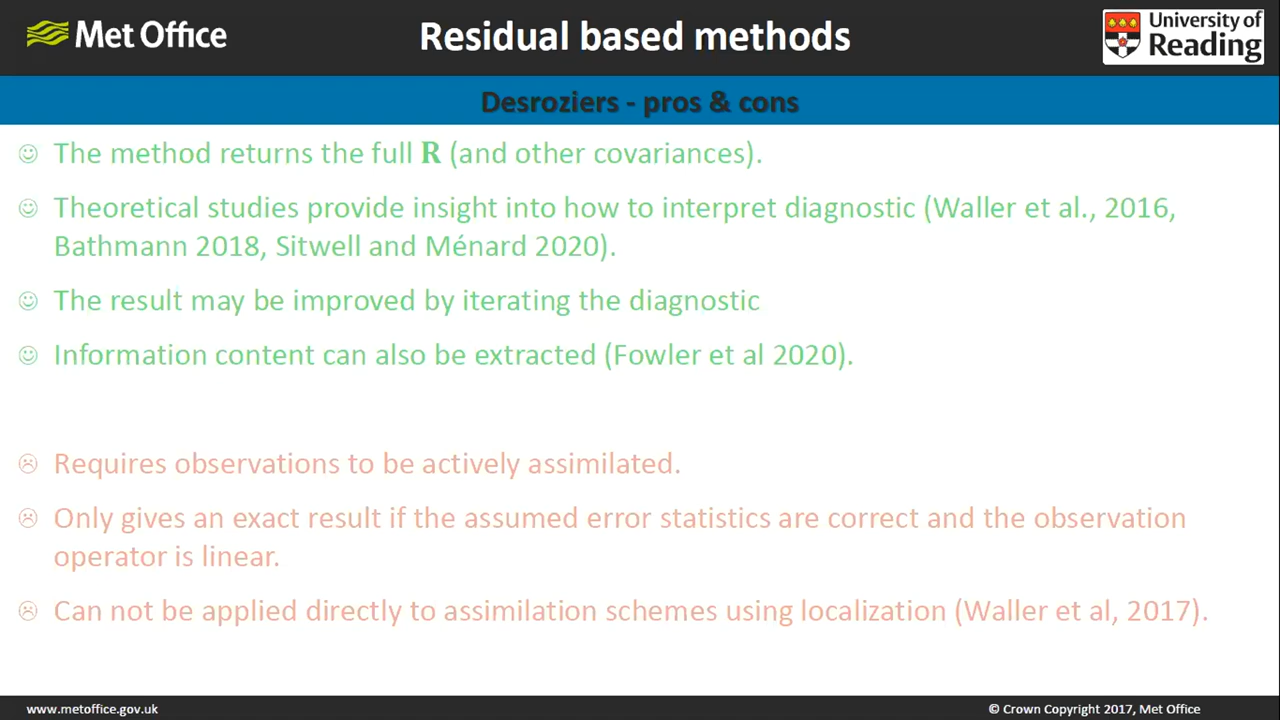 Met Office
Residual based methods
University of
Reading
Desroziers - pros & cons
☺ The method returns the full R (and other covariances).
☺ Theoretical studies provide insight into how to interpret diagnostic (Waller et al., 2016,
Bathmann 2018, Sitwell and Ménard 2020).
☺ The result may be improved by iterating the diagnostic
☺ Information content can also be extracted (Fowler et al 2020).
☹ Requires observations to be actively assimilated.
☹ Only gives an exact result if the assumed error statistics are correct and the observation
operator is linear.
☹ Can not be applied directly to assimilation schemes using localization (Waller et al, 2017).
www.metoffice.gov.uk
© Crown Copyright 2017, Met Office